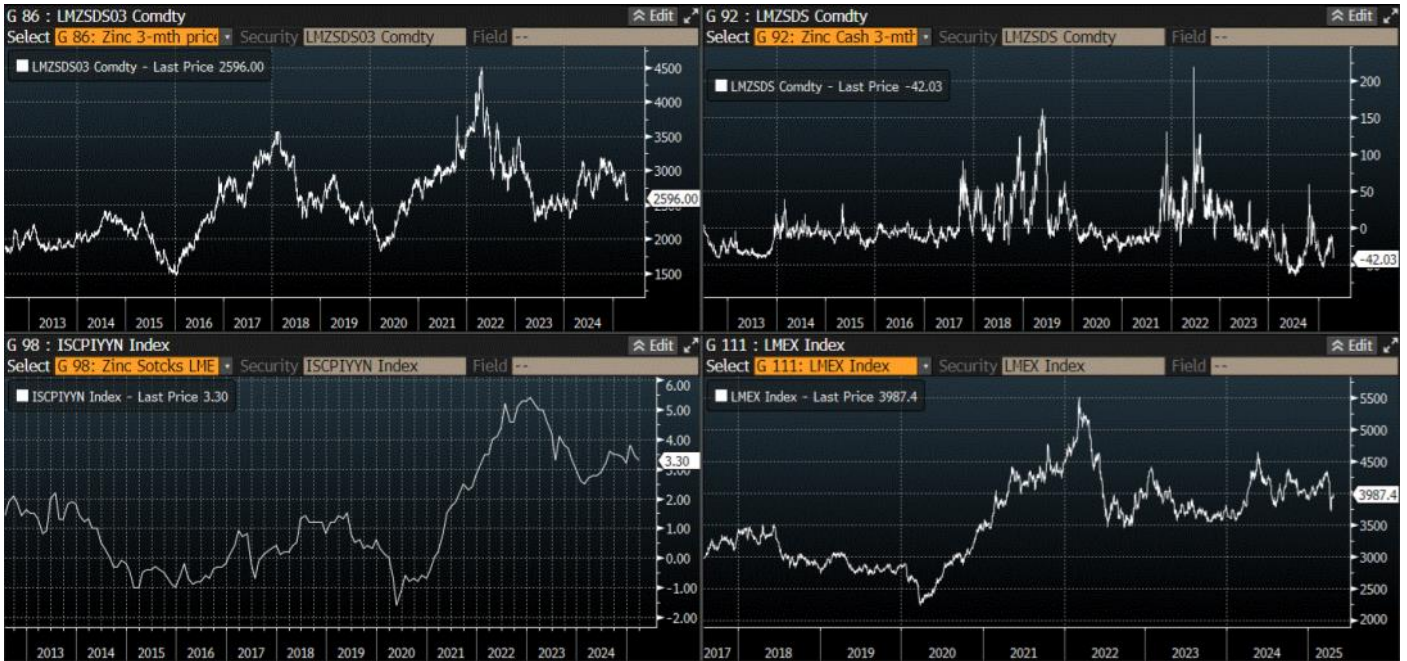 G 86 : LMZSDS03 Comdty
Edit
Select G 86: Zinc 3-mth price Security LMZSDS03 Comdty Field --
LMZSDS03 Comdty - Last Price 2596.00
4500
4000
3500
3000
2596.00
2500
2000
1500
2013 2014 2015 2016 2017 2018 2019 2020 2021 2022 2023 2024
G 92 : LMZSDS Comdty
Edit
Select G 92: Zinc Cash 3-mth Security LMZSDS Comdty Field --
LMZSDS Comdty - Last Price -42.03
200
150
100
50
0
-42.03
2013 2014 2015 2016 2017 2018 2019 2020 2021 2022 2023 2024
G 98 : ISCPIYYN Index
Edit
Select G 98: Zinc Sotcks LME Security ISCPIYYN Index Field --
ISCPIYYN Index - Last Price 3.30
6.00
5.00
4.00
3.30
3.00
2.00
1.00
0.00
-1.00
-2.00
2013 2014 2015 2016 2017 2018 2019 2020 2021 2022 2023 2024
G 111 : LMEX Index
Edit
Select G 111: LMEX Index Security LMEX Index Field --
LMEX Index - Last Price 3987.4
5500
5000
4500
3987.4
3500
3000
2500
2000
2017 2018 2019 2020 2021 2022 2023 2024 2025